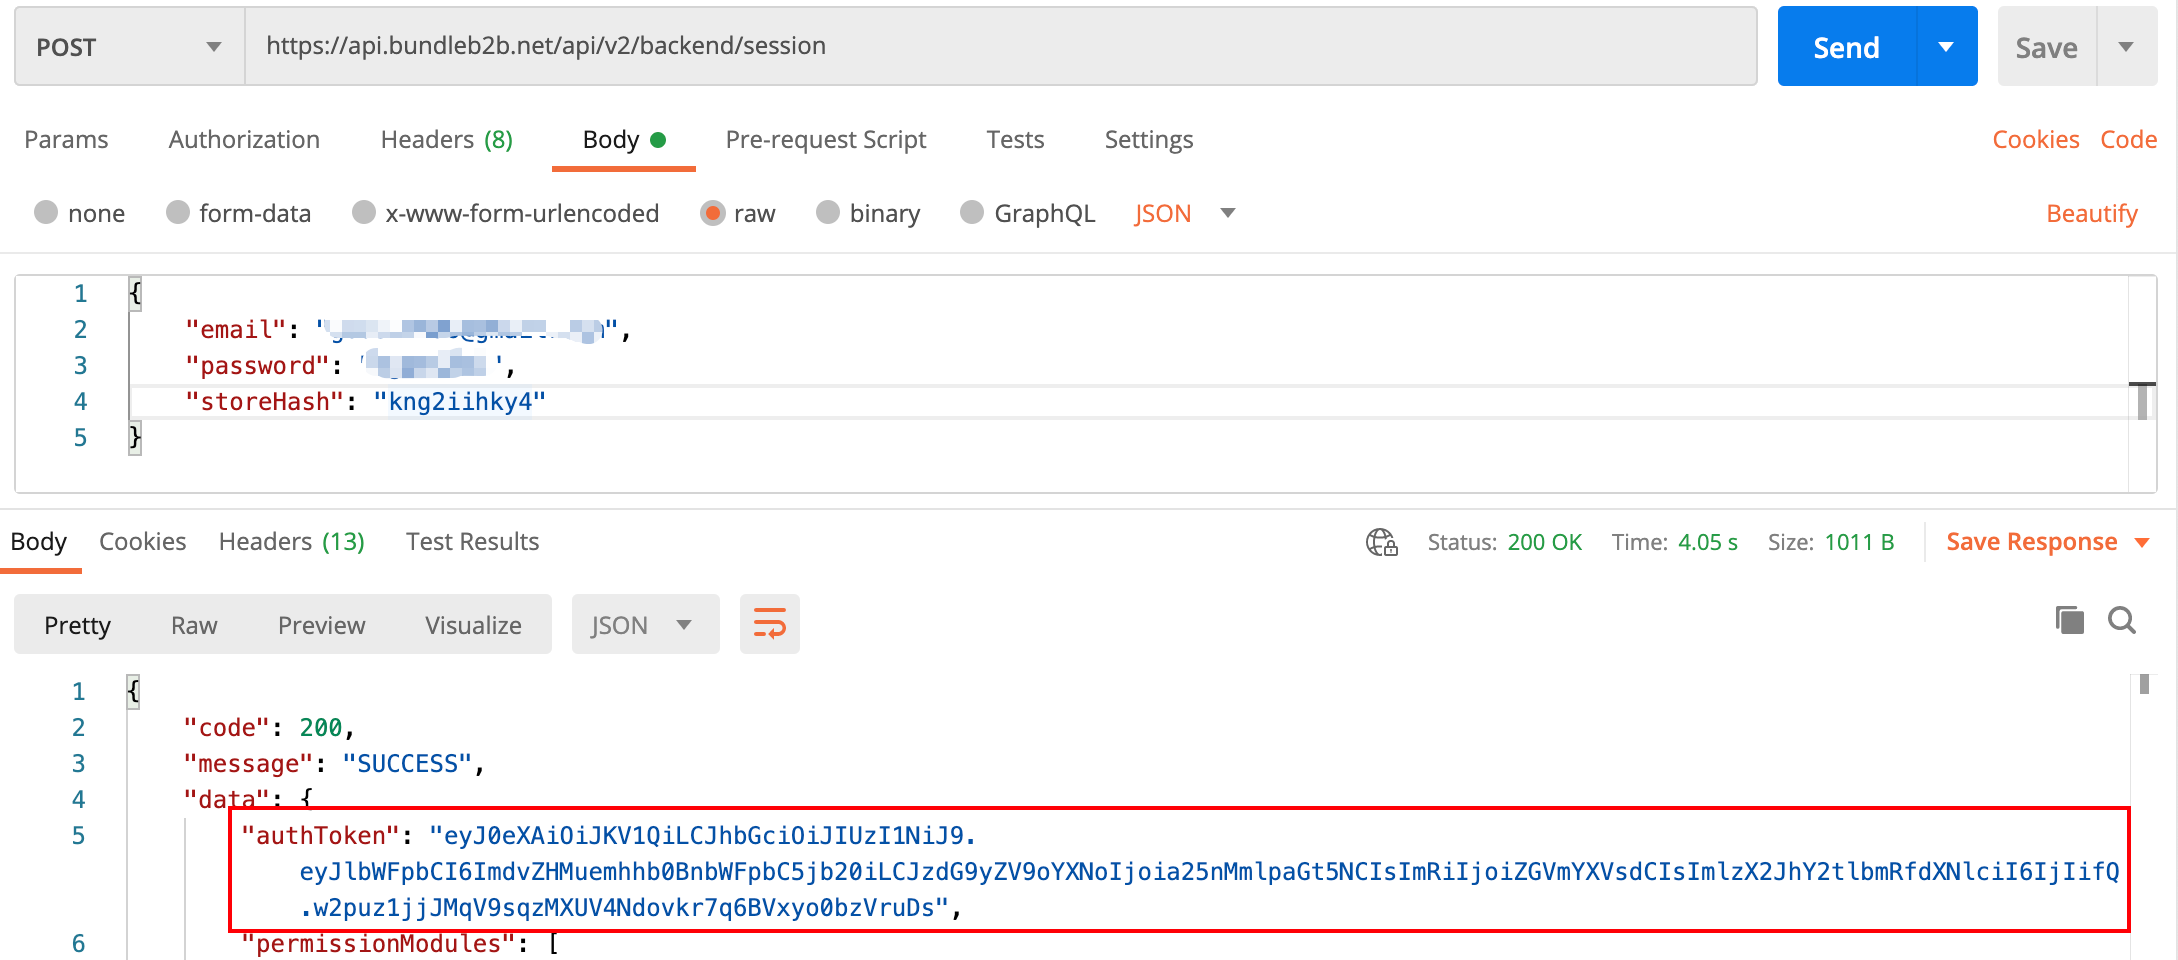 POST https://api.bundleb2b.net/api/v2/backend/session Send Save
Params Authorization Headers (8) Body Pre-request Script Tests Settings Cookies Code
none form-data x-www-form-urlencoded raw binary GraphQL JSON Beautify
1 {
2 "email": "
3 "password":
4 "storeHash": "kng2iihky4"
5 }
Body Cookies Headers (13) Test Results Status: 200 OK Time: 4.05 s Size: 1011 B Save Response
Pretty Raw Preview Visualize JSON
1 {
2 "code": 200,
3 "message": "SUCCESS",
4 "data": {
5 "authToken": "eyJ0eXAiOiJKV1QiLCJhbGciOiJIUzI1NiJ9.
eyJlbWFpbCI6ImdvZHMuemhhb0BnbWFpbC5jb20iLCJzdG9yZV9oYXNoIjoia25nMmlpaGt5NCIsImRiIjoiZGVmYXVsdCIsImlzX2JhY2tlbmRfdXNlciI6IjIifQ
.w2puz1jjJMqV9sqzMXUV4Ndovkr7q6BVxyo0bzVruDs",
6 "permissionModules": [